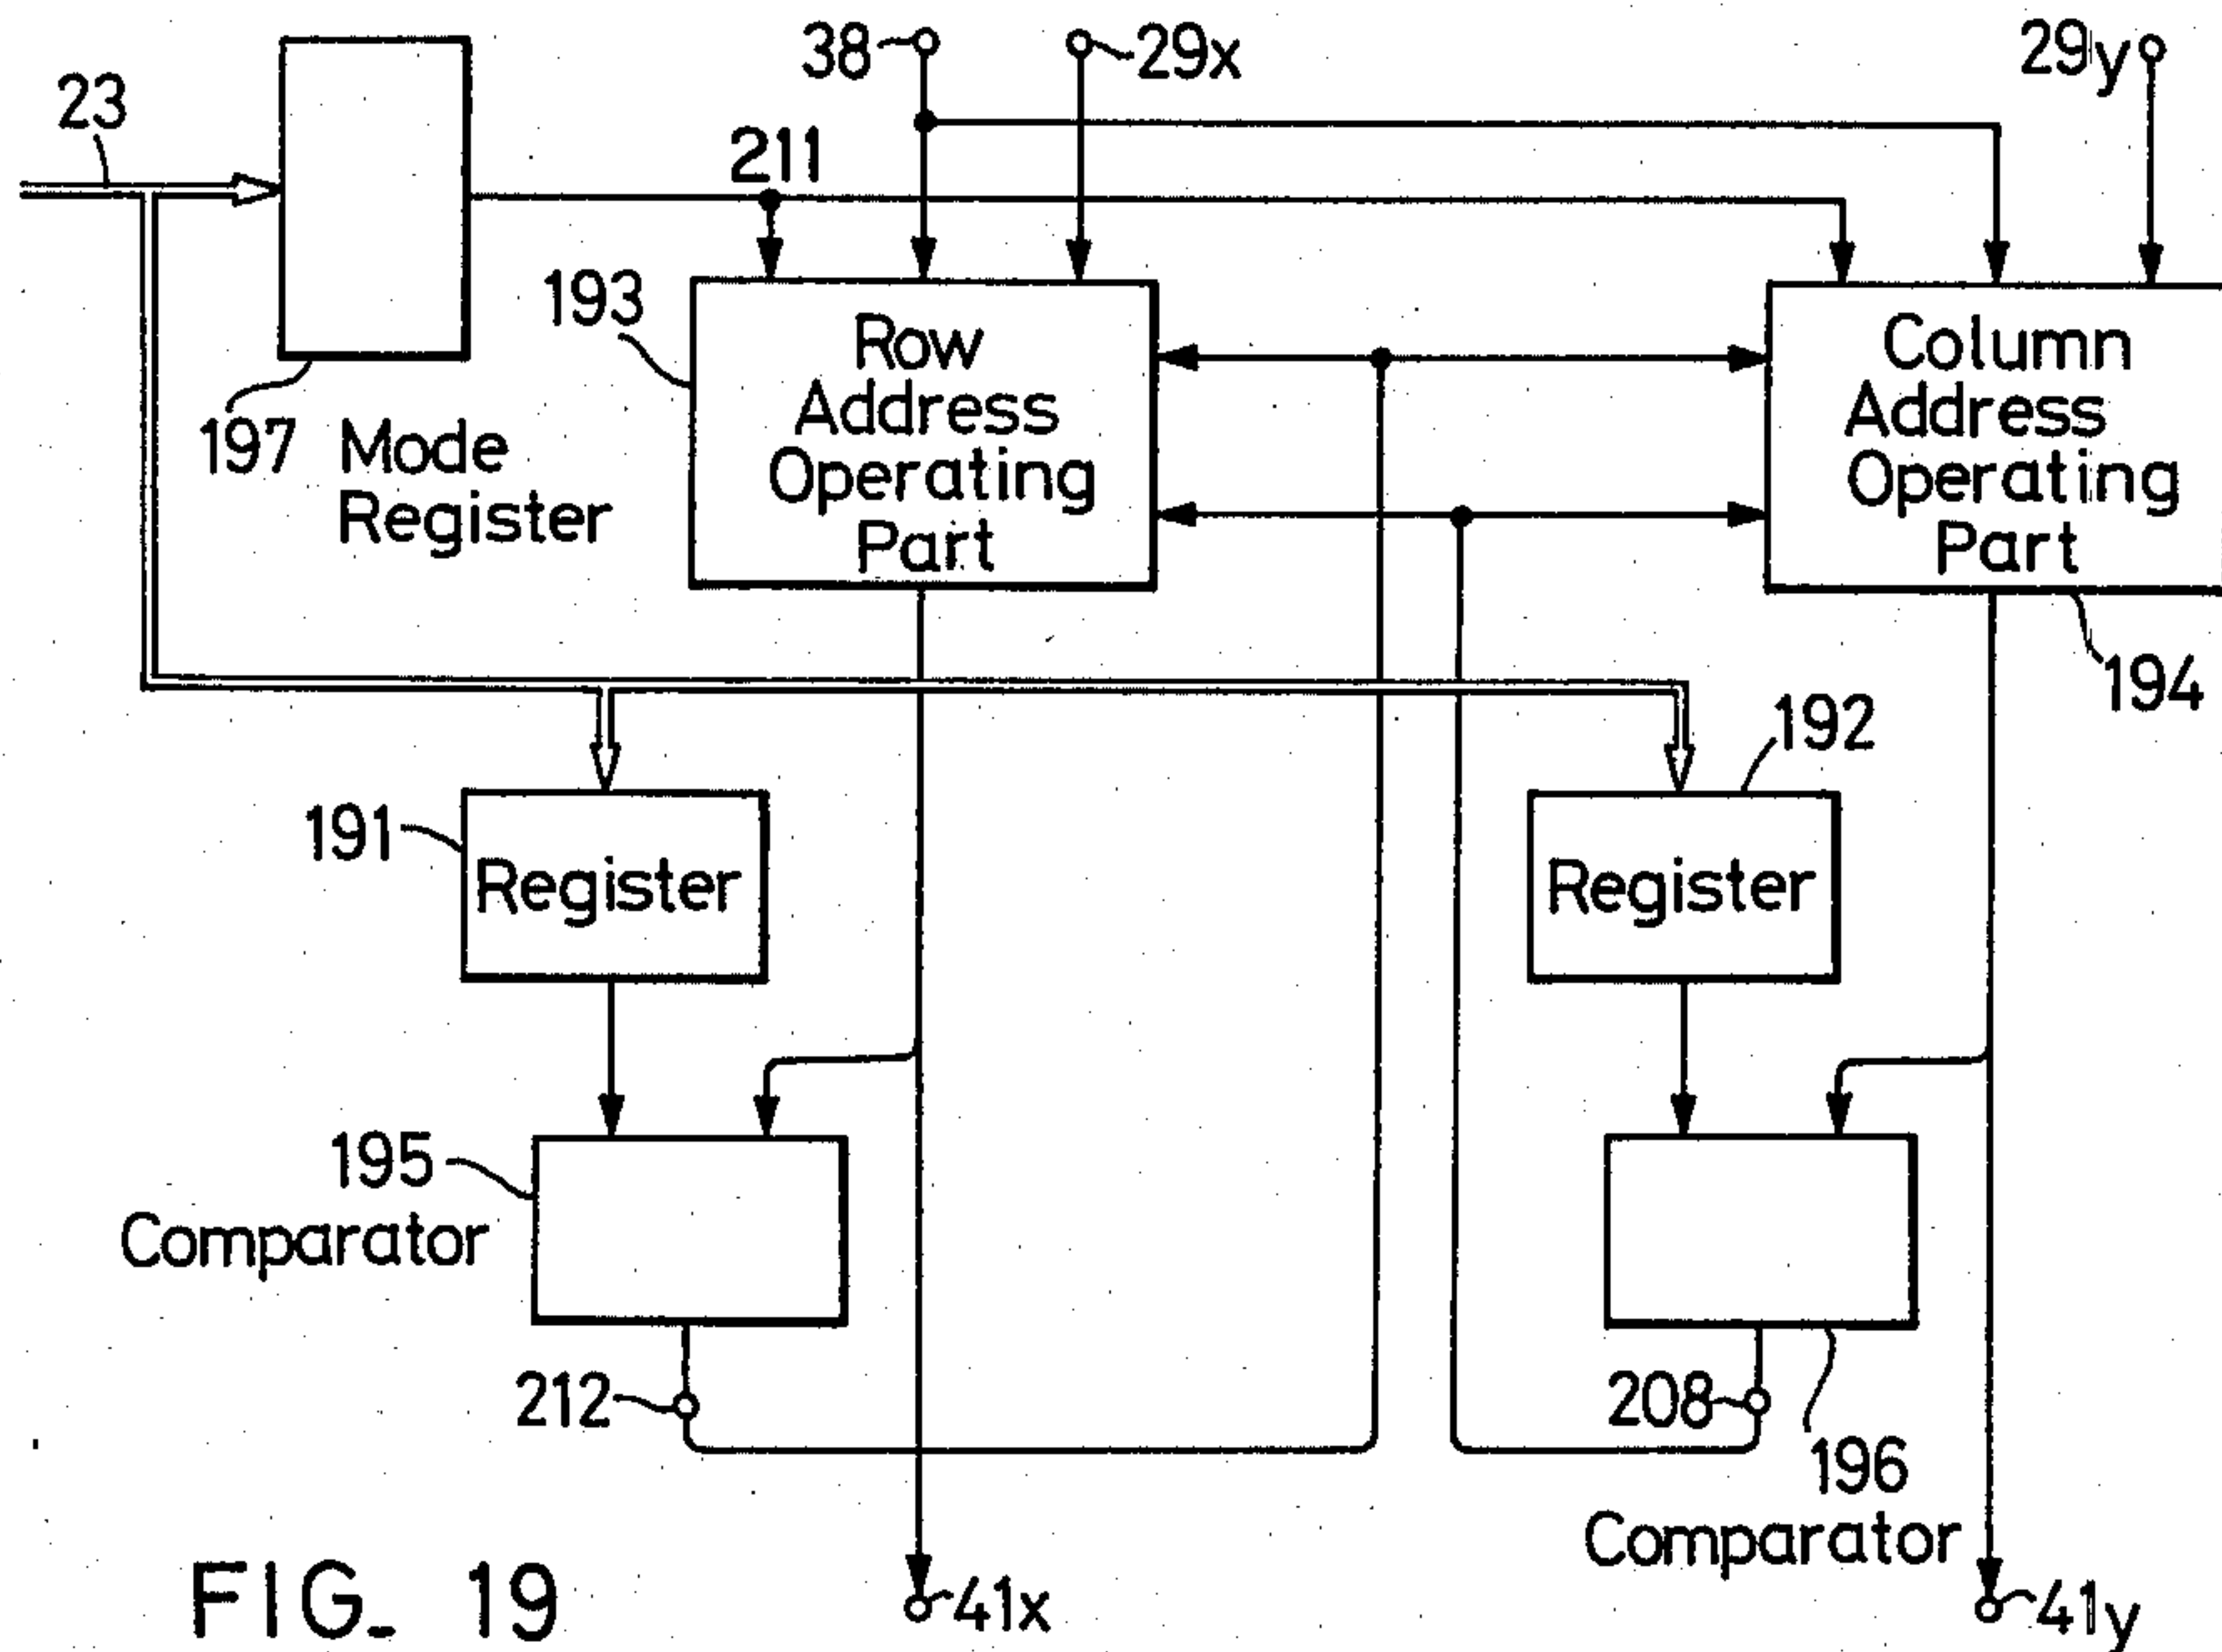 23
38
29x
29y
211
193
Row
Address
Operating
Part
Column
Address
Operating
Part
197 Mode
Register
194
191
Register
192
Register
195
Comparator
212
208
196
Comparator
FIG. 19
41x
41y